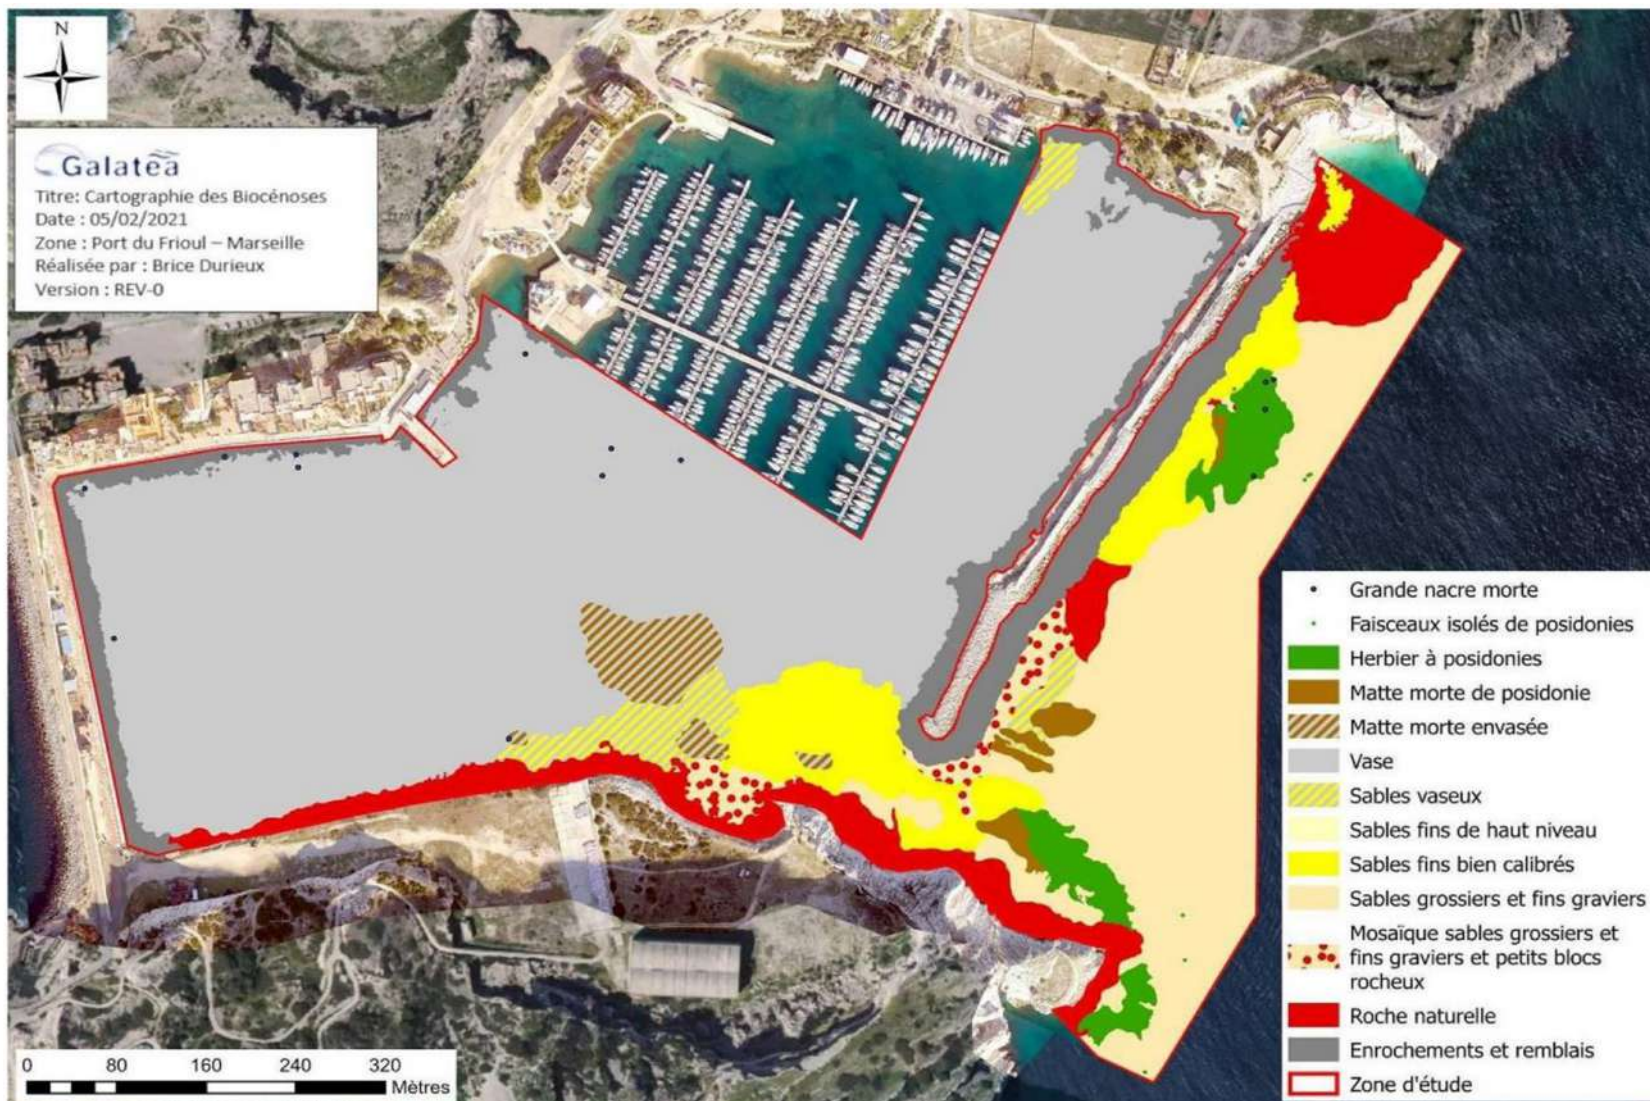 N
Galatéa
Titre: Cartographie des Biocénoses
Date : 05/02/2021
Zone : Port du Frioul – Marseille
Réalisée par : Brice Durieux
Version : REV-0
Grande nacre morte
Faisceaux isolés de posidonies
Herbier à posidonies
Matte morte de posidonie
Matte morte envasée
Vase
Sables vaseux
Sables fins de haut niveau
Sables fins bien calibrés
Sables grossiers et fins graviers
Mosaïque sables grossiers et
fins graviers et petits blocs
rocheux
Roche naturelle
Enrochements et remblais
Zone d'étude
0 80 160 240 320
Mètres